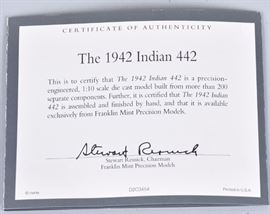 CERTIFICATE OF AUTHENTICITY
The 1942 Indian 442
This is to certify that The 1942 Indian 442 is a precision-
engineered, 1:10 scale die cast model built from more than 200
separate components. Further, it is certified that The 1942 Indian
442 is assembled and finished by hand, and that it is available
exclusively from Franklin Mint Precision Models.
Stewart Resnick
Stewart Resnick, Chairman
Franklin Mint Precision Models
Printed in U.S.A.